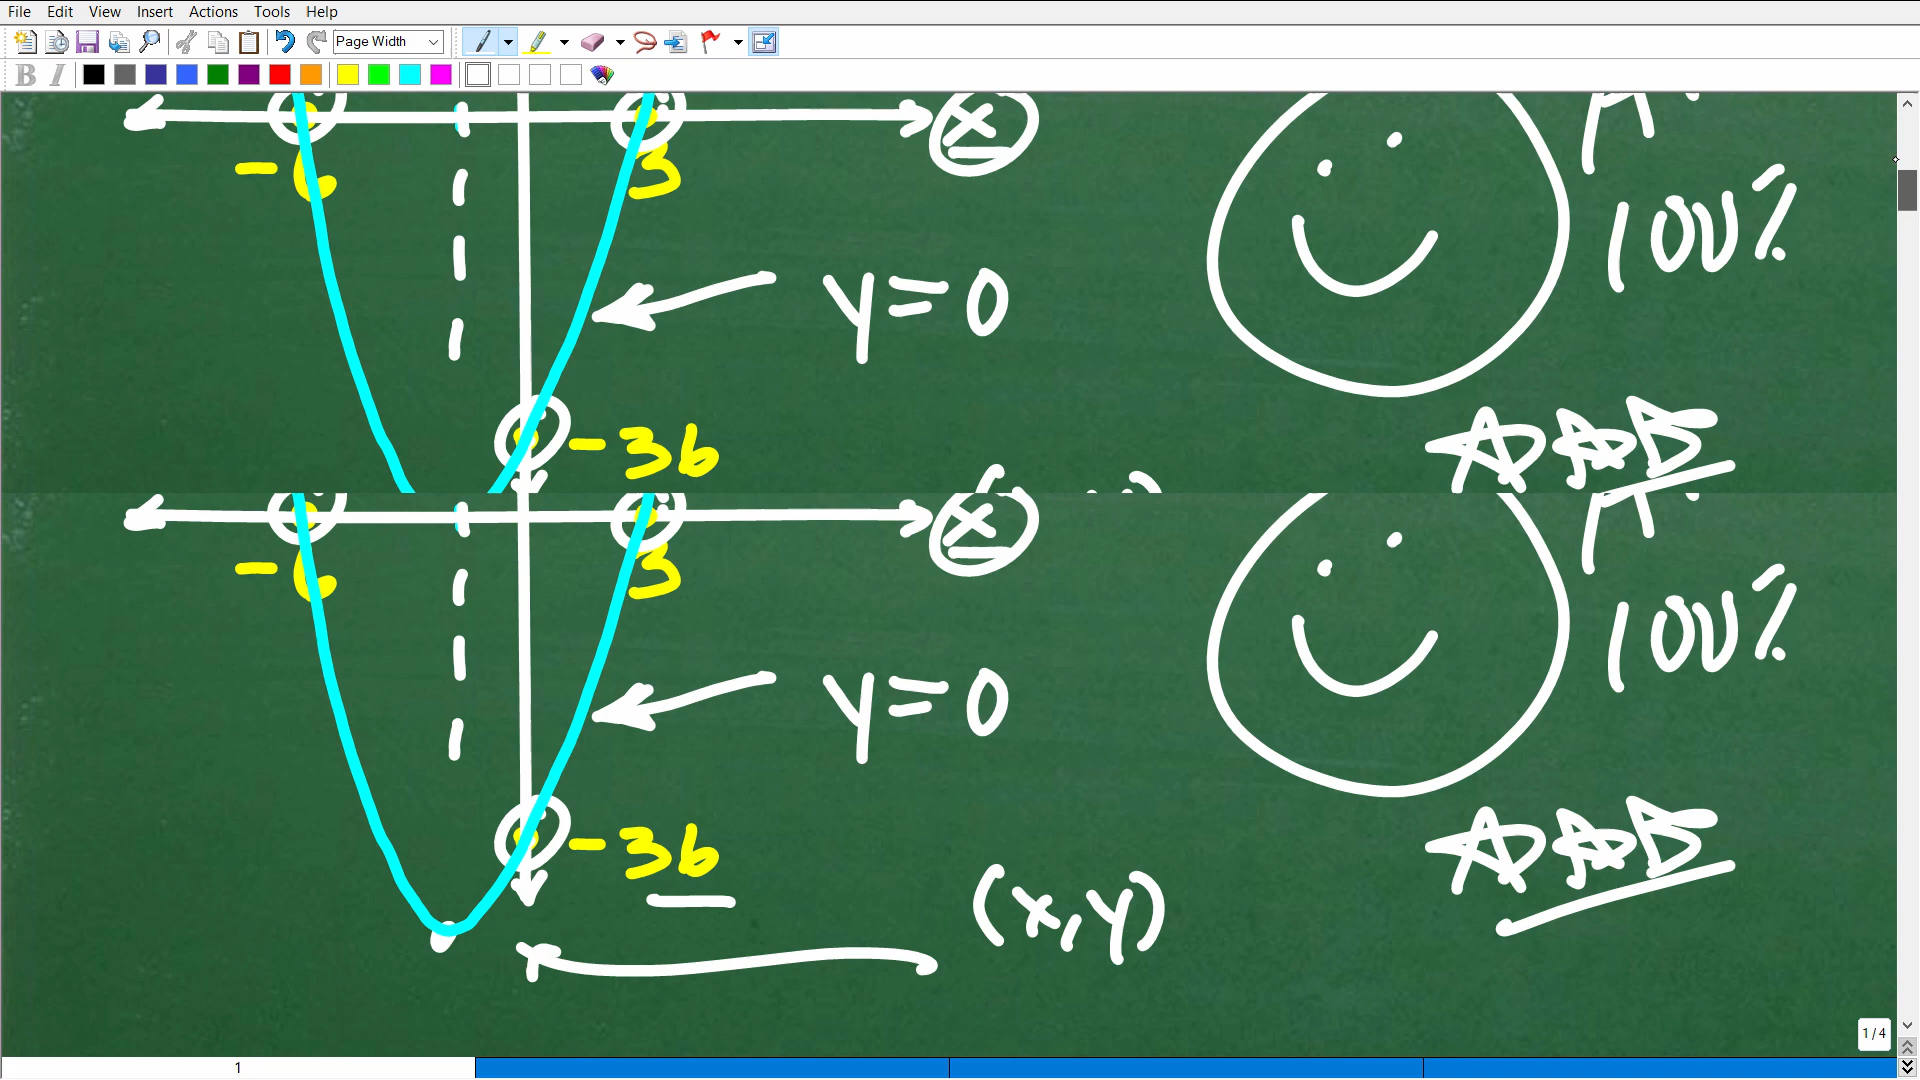 File Edit View Insert Actions Tools Help
Page Width
B I
X
-6 3
100%
y=0
-36
X
-6 3
100%
y=0
-36
(x,y)
1 / 4
1